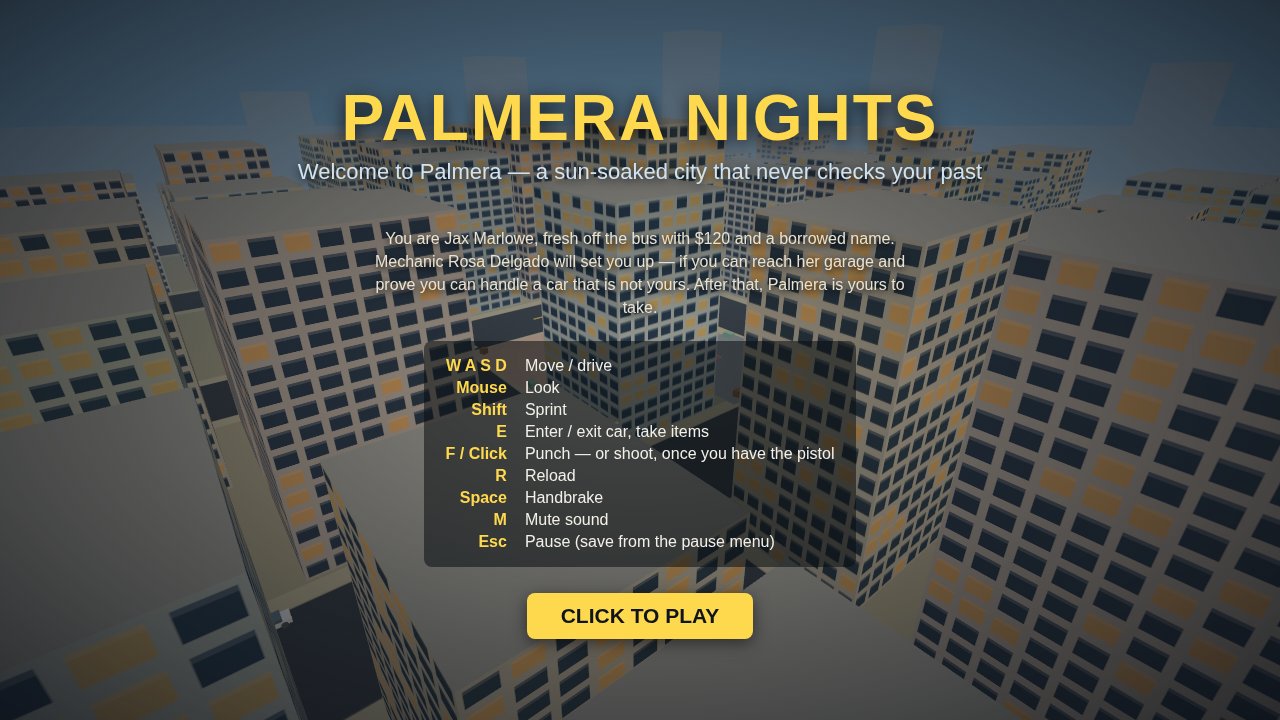 PALMERA NIGHTS
Welcome to Palmera — a sun-soaked city that never checks your past
You are Jax Marlowe, fresh off the bus with $120 and a borrowed name.
Mechanic Rosa Delgado will set you up — if you can reach her garage and
prove you can handle a car that is not yours. After that, Palmera is yours to
take.
W A S D Move / drive
Mouse Look
Shift Sprint
E Enter / exit car, take items
F / Click Punch — or shoot, once you have the pistol
R Reload
Space Handbrake
M Mute sound
Esc Pause (save from the pause menu)
CLICK TO PLAY